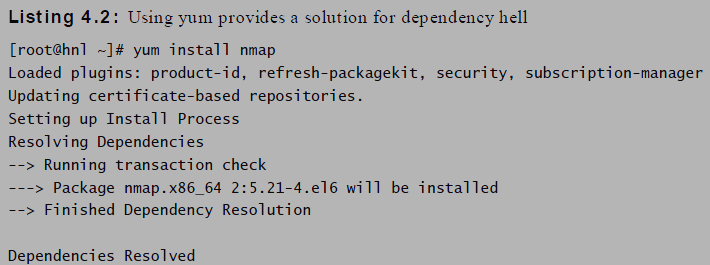 Listing 4.2: Using yum provides a solution for dependency hell
[root@hnl ~]# yum install nmap
Loaded plugins: product-id, refresh-packagekit, security, subscription-manager
Updating certificate-based repositories.
Setting up Install Process
Resolving Dependencies
--> Running transaction check
---> Package nmap.x86_64 2:5.21-4.el6 will be installed
--> Finished Dependency Resolution
Dependencies Resolved